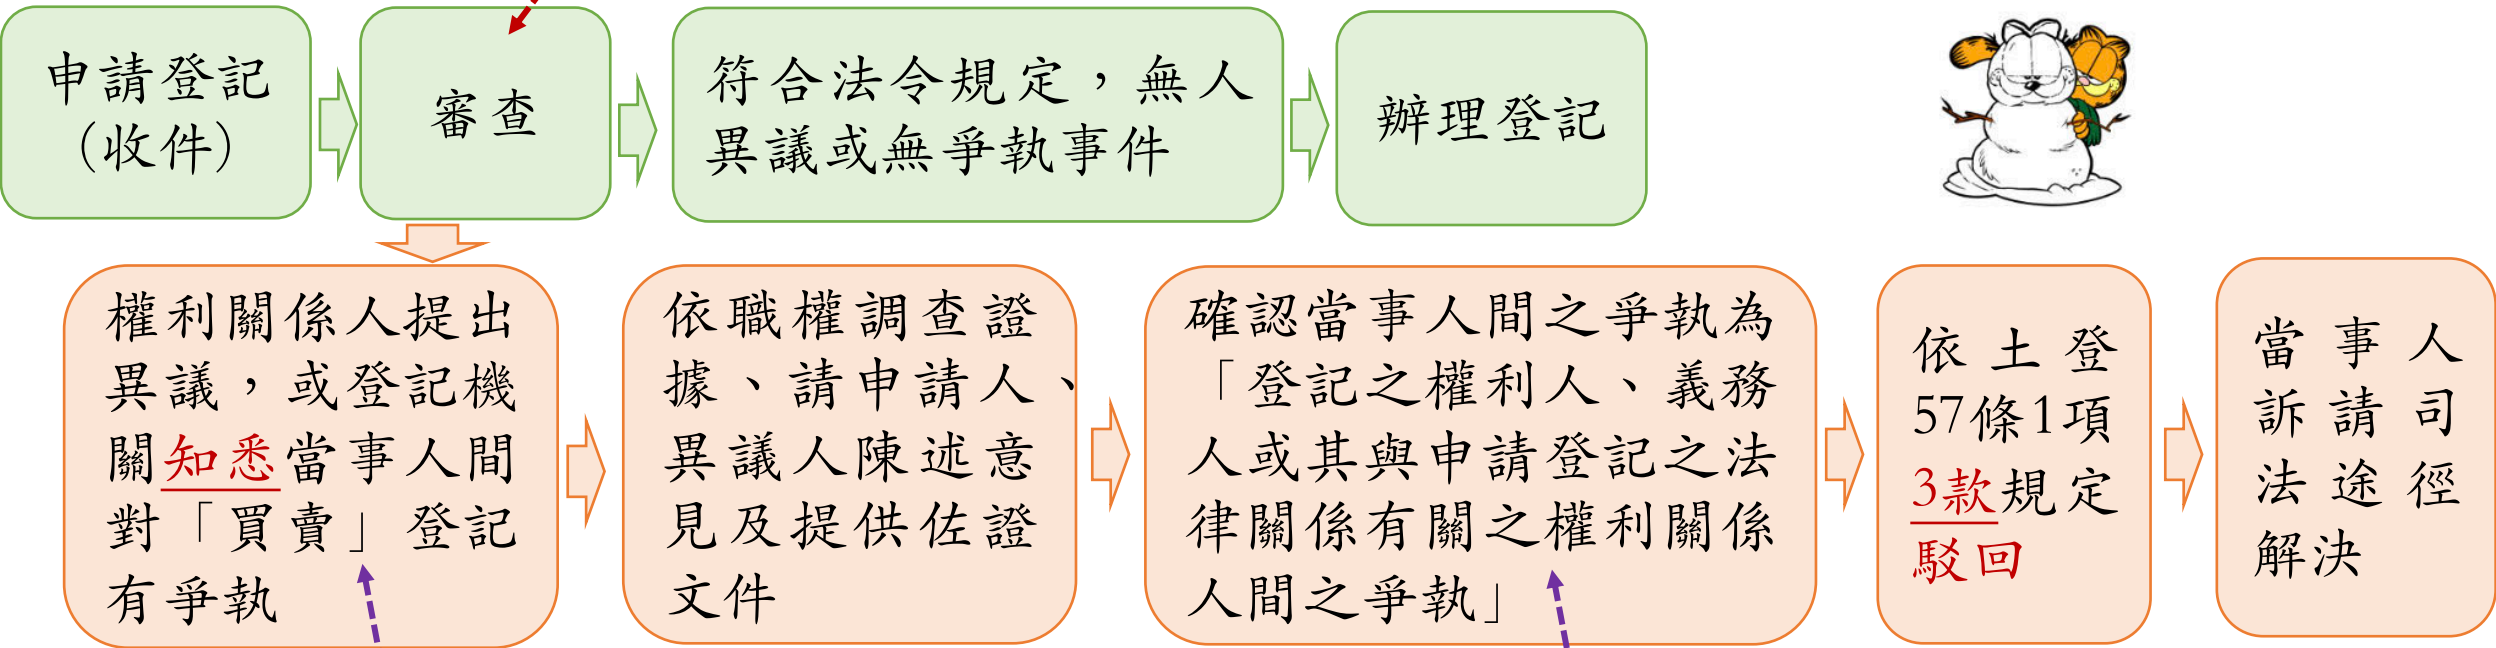 申請登記
(收件)
審查
符合法令規定，無人
異議或無爭執事件
辦理登記
權利關係人提出
異議，或登記機
關知悉當事人間
對「買賣」登記
有爭執
依職權調查證
據、請申請人、
異議人陳述意
見及提供佐證
文件
確認當事人間之爭執為
「登記之權利人、義務
人或其與申請登記之法
律關係有關之權利關係
人間之爭執」
依土登
57條1項
3款規定
駁回
當事人
訴請司
法途徑
解決